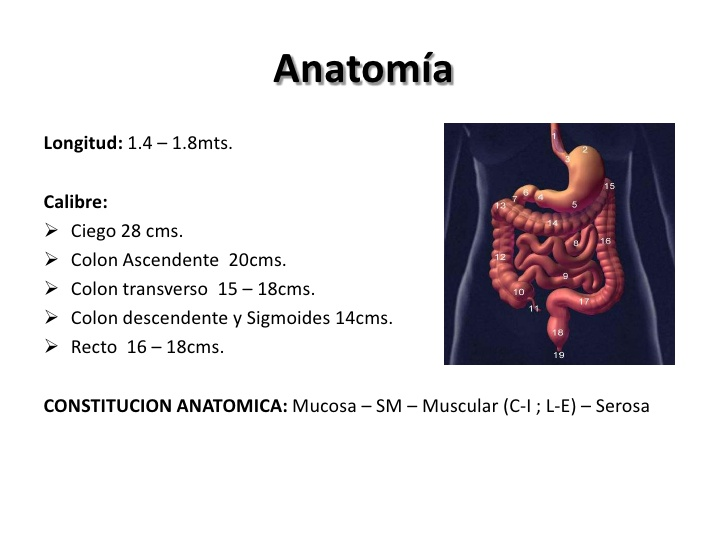 Anatomía
Longitud: 1.4 – 1.8mts.
Calibre:
Ciego 28 cms.
Colon Ascendente  20cms.
Colon transverso  15 – 18cms.
Colon descendente y Sigmoides 14cms.
Recto  16 – 18cms.
CONSTITUCION ANATOMICA: Mucosa – SM – Muscular (C-I ; L-E) – Serosa
1
2
3
15
6
7
4
13
5
14
16
8
12
9
10
17
11
18
19